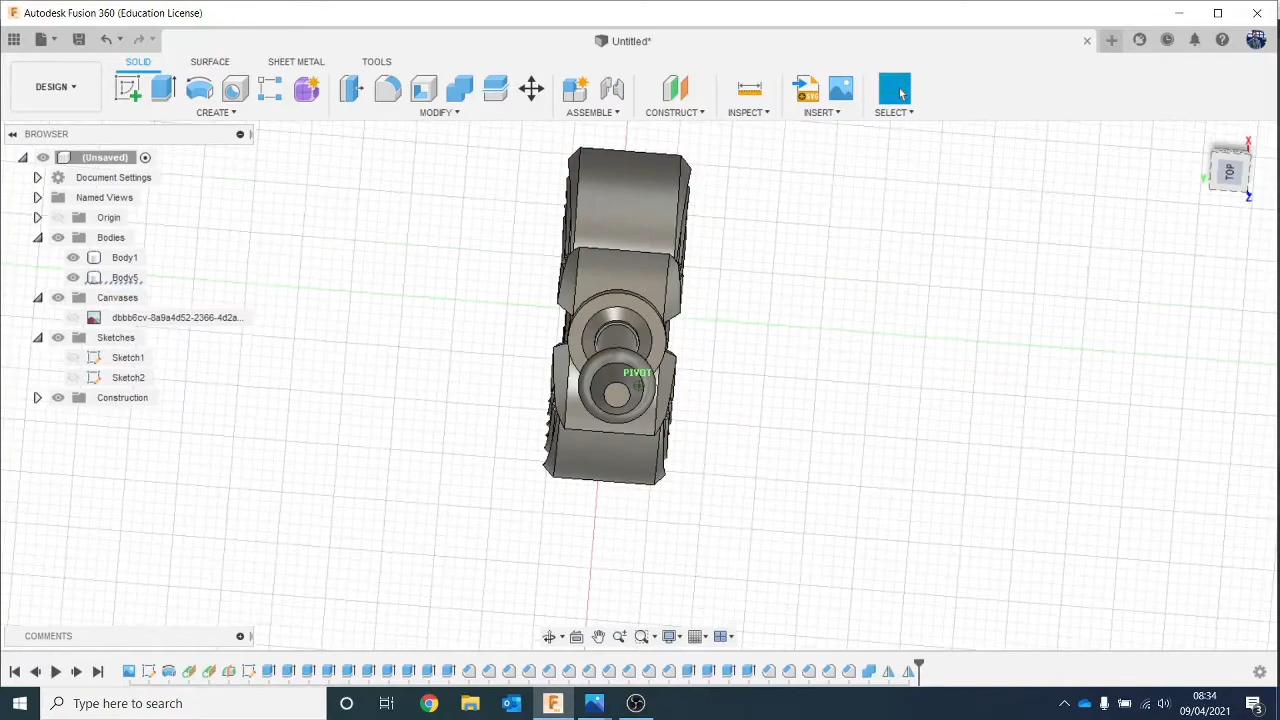 Autodesk Fusion 360 (Education License)
Untitled*
SOLID SURFACE SHEET METAL TOOLS
DESIGN
CREATE MODIFY ASSEMBLE CONSTRUCT INSPECT INSERT SELECT
BROWSER
(Unsaved)
Document Settings
Named Views
Origin
Bodies
Body1
Body5
Canvases
dbbb6cv-8a9a4d52-2366-4d2a...
Sketches
Sketch1
Sketch2
Construction
X
TOP
Y
Z
PIVOT
COMMENTS
Type here to search
08:34
09/04/2021
3